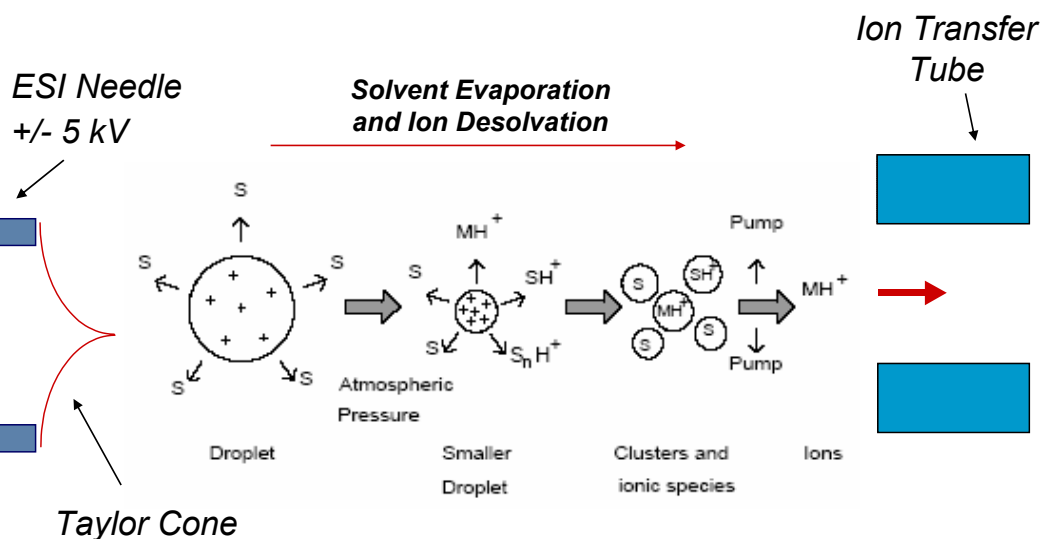 Ion Transfer
Tube
ESI Needle
+/- 5 kV
Solvent Evaporation
and Ion Desolvation
S
S
S
S
S
+
+
+
+
+
+
+
MH+
S
SH+
S
SnH+
+
+
+
+
+
+
+
Atmospheric
Pressure
Pump
S
SH+
MH+
S
S
Pump
MH+
Droplet
Smaller
Droplet
Clusters and
ionic species
Ions
Taylor Cone